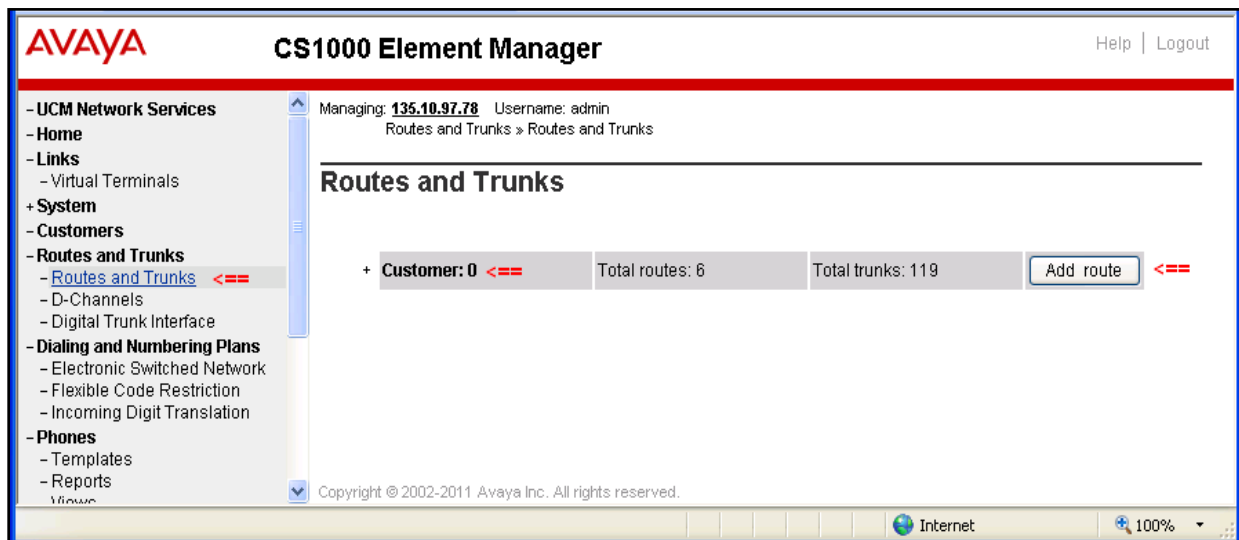 AVAYA
CS1000 Element Manager
Help | Logout
- UCM Network Services
- Home
- Links
- Virtual Terminals
+ System
- Customers
- Routes and Trunks
- Routes and Trunks <==
- D-Channels
- Digital Trunk Interface
- Dialing and Numbering Plans
- Electronic Switched Network
- Flexible Code Restriction
- Incoming Digit Translation
- Phones
- Templates
- Reports
- Views
Managing: 135.10.97.78 Username: admin
Routes and Trunks » Routes and Trunks
Routes and Trunks
+ Customer: 0 <== Total routes: 6 Total trunks: 119 Add route <==
Copyright © 2002-2011 Avaya Inc. All rights reserved.
Internet 100%